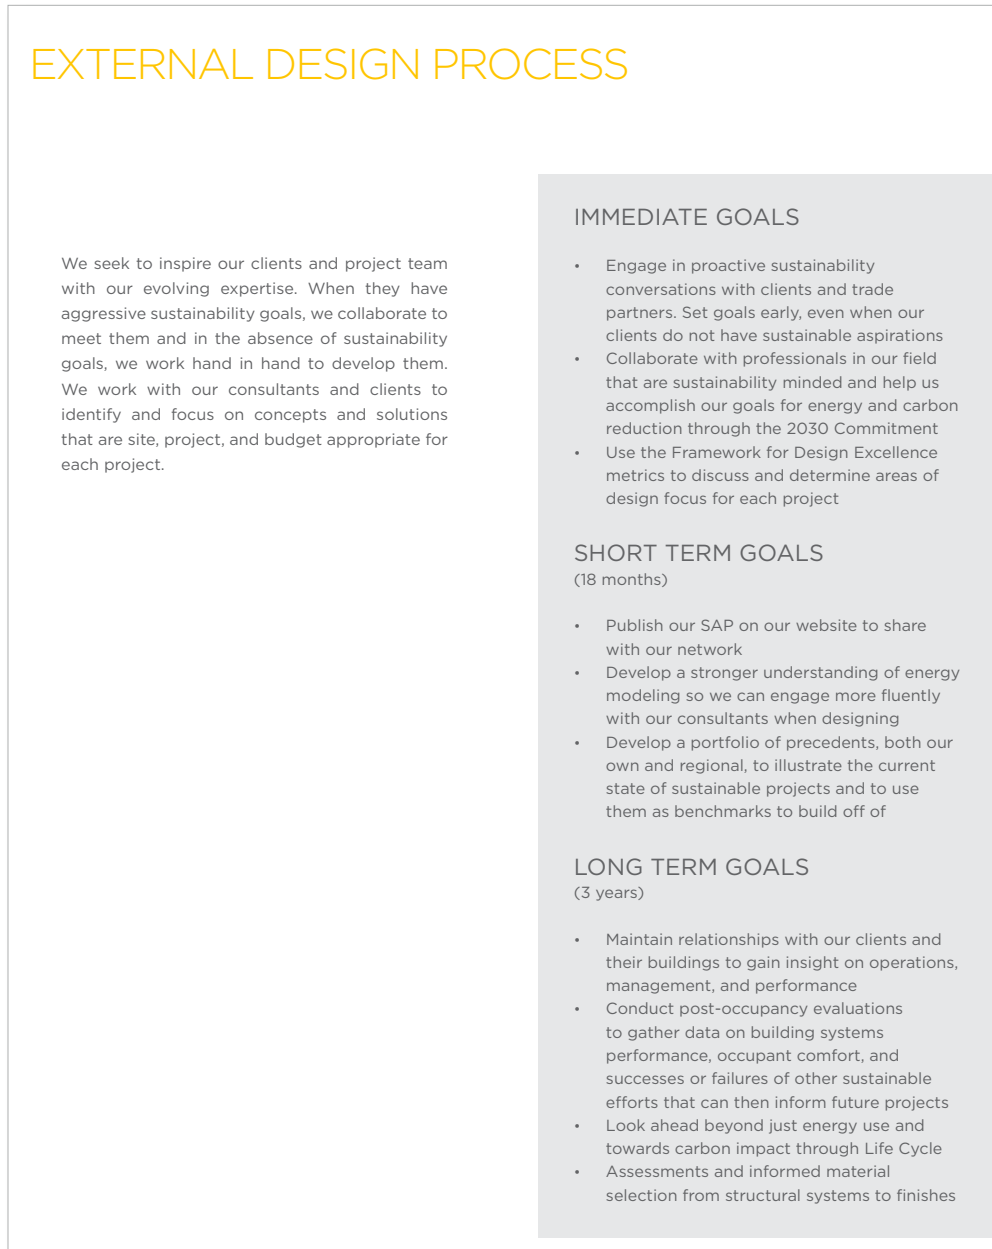 EXTERNAL DESIGN PROCESS
We seek to inspire our clients and project team
with our evolving expertise. When they have
aggressive sustainability goals, we collaborate to
meet them and in the absence of sustainability
goals, we work hand in hand to develop them.
We work with our consultants and clients to
identify and focus on concepts and solutions
that are site, project, and budget appropriate for
each project.
IMMEDIATE GOALS
• Engage in proactive sustainability
conversations with clients and trade
partners. Set goals early, even when our
clients do not have sustainable aspirations
• Collaborate with professionals in our field
that are sustainability minded and help us
accomplish our goals for energy and carbon
reduction through the 2030 Commitment
• Use the Framework for Design Excellence
metrics to discuss and determine areas of
design focus for each project
SHORT TERM GOALS
(18 months)
• Publish our SAP on our website to share
with our network
• Develop a stronger understanding of energy
modeling so we can engage more fluently
with our consultants when designing
• Develop a portfolio of precedents, both our
own and regional, to illustrate the current
state of sustainable projects and to use
them as benchmarks to build off of
LONG TERM GOALS
(3 years)
• Maintain relationships with our clients and
their buildings to gain insight on operations,
management, and performance
• Conduct post-occupancy evaluations
to gather data on building systems
performance, occupant comfort, and
successes or failures of other sustainable
efforts that can then inform future projects
• Look ahead beyond just energy use and
towards carbon impact through Life Cycle
• Assessments and informed material
selection from structural systems to finishes